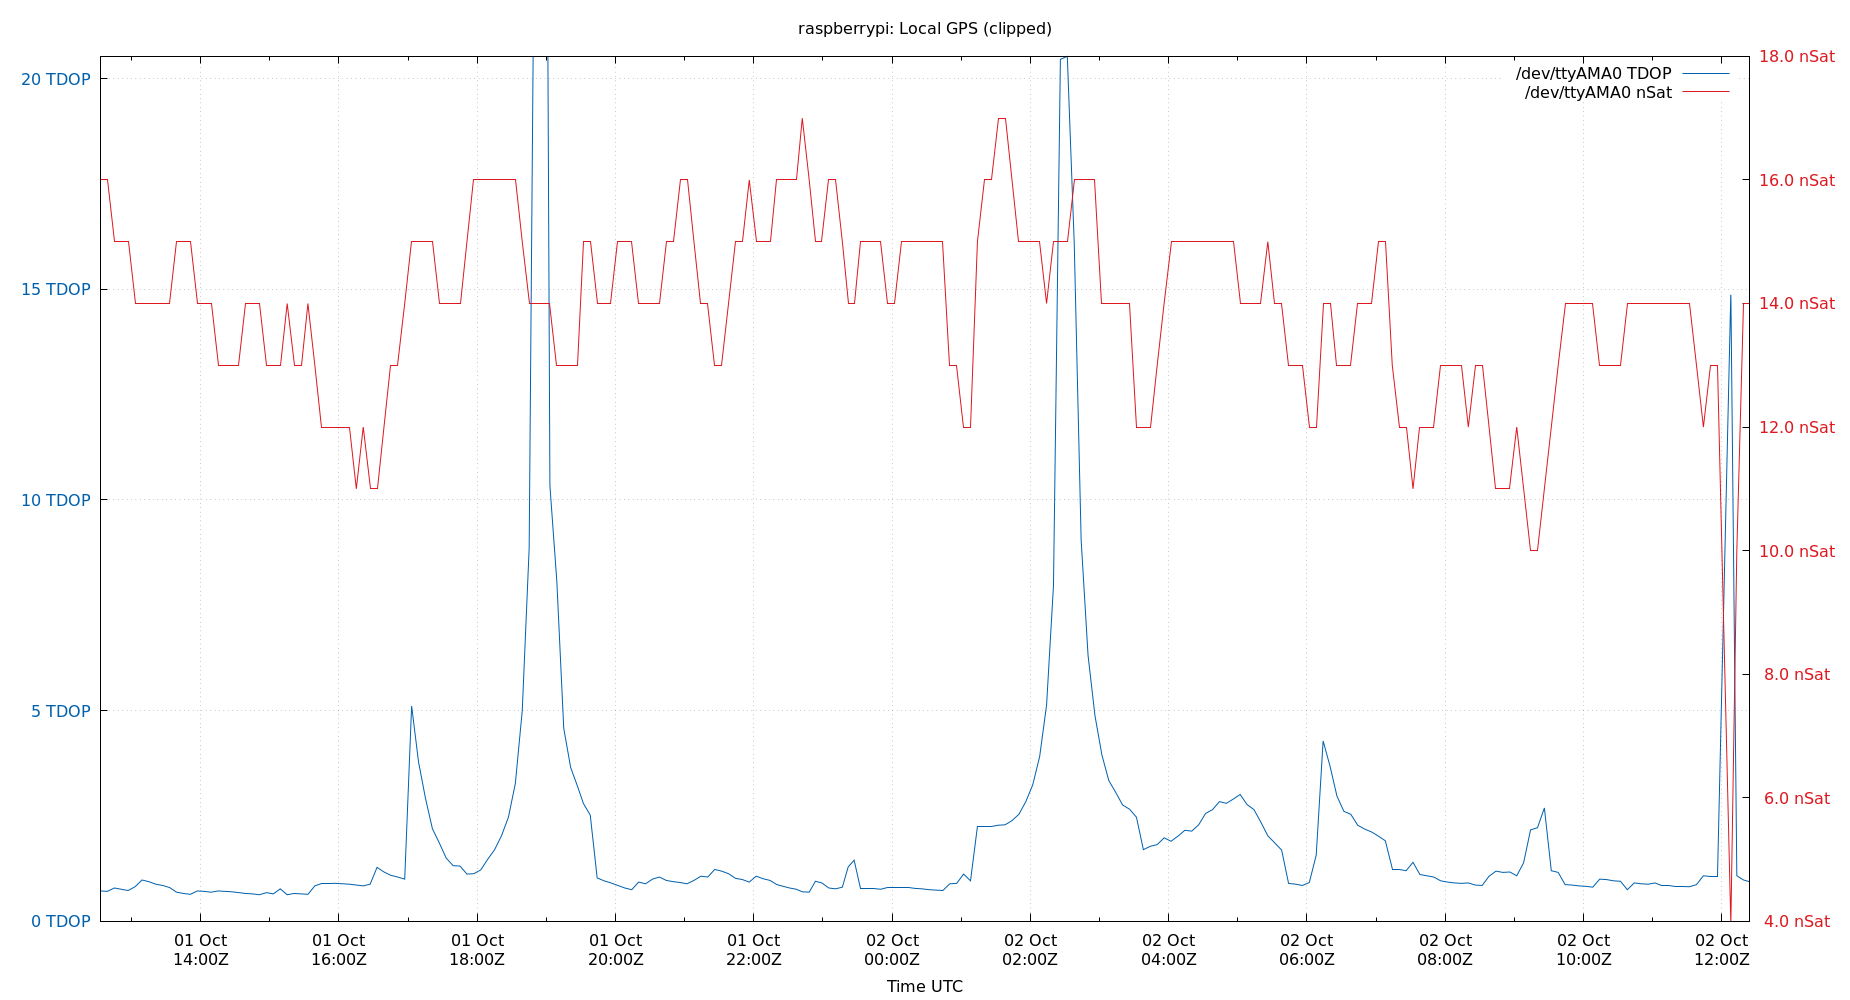 raspberrypi: Local GPS (clipped)
/dev/ttyAMA0 TDOP
/dev/ttyAMA0 nSat
20 TDOP
15 TDOP
10 TDOP
5 TDOP
0 TDOP
18.0 nSat
16.0 nSat
14.0 nSat
12.0 nSat
10.0 nSat
8.0 nSat
6.0 nSat
4.0 nSat
01 Oct 01 Oct 01 Oct 01 Oct 01 Oct 02 Oct 02 Oct 02 Oct 02 Oct 02 Oct 02 Oct 02 Oct
14:00Z 16:00Z 18:00Z 20:00Z 22:00Z 00:00Z 02:00Z 04:00Z 06:00Z 08:00Z 10:00Z 12:00Z
Time UTC